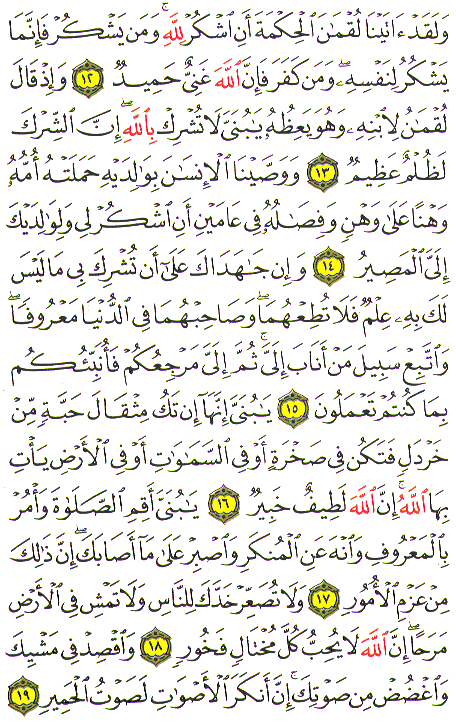 وَلَقَدْ ءَاتَيْنَا لُقْمَٰنَ ٱلْحِكْمَةَ أَنِ ٱشْكُرْ لِلَّهِ ۚ وَمَن يَشْكُرْ فَإِنَّمَا
يَشْكُرُ لِنَفْسِهِۦ ۖ وَمَن كَفَرَ فَإِنَّ ٱللَّهَ غَنِىٌّ حَمِيدٌ ١٢ وَإِذْ قَالَ
لُقْمَٰنُ لِٱبْنِهِۦ وَهُوَ يَعِظُهُۥ يَٰبُنَىَّ لَا تُشْرِكْ بِٱللَّهِ ۖ إِنَّ ٱلشِّرْكَ
لَظُلْمٌ عَظِيمٌ ١٣ وَوَصَّيْنَا ٱلْإِنسَٰنَ بِوَٰلِدَيْهِ حَمَلَتْهُ أُمُّهُۥ
وَهْنًا عَلَىٰ وَهْنٍ وَفِصَٰلُهُۥ فِى عَامَيْنِ أَنِ ٱشْكُرْ لِى وَلِوَٰلِدَيْكَ
إِلَىَّ ٱلْمَصِيرُ ١٤ وَإِن جَٰهَدَاكَ عَلَىٰٓ أَن تُشْرِكَ بِى مَا لَيْسَ
لَكَ بِهِۦ عِلْمٌ فَلَا تُطِعْهُمَا ۖ وَصَاحِبْهُمَا فِى ٱلدُّنْيَا مَعْرُوفًا ۖ
وَٱتَّبِعْ سَبِيلَ مَنْ أَنَابَ إِلَىَّ ۚ ثُمَّ إِلَىَّ مَرْجِعُكُمْ فَأُنَبِّئُكُم
بِمَا كُنتُمْ تَعْمَلُونَ ١٥ يَٰبُنَىَّ إِنَّهَآ إِن تَكُ مِثْقَالَ حَبَّةٍ مِّنْ
خَرْدَلٍ فَتَكُن فِى صَخْرَةٍ أَوْ فِى ٱلسَّمَٰوَٰتِ أَوْ فِى ٱلْأَرْضِ يَأْتِ
بِهَا ٱللَّهُ ۚ إِنَّ ٱللَّهَ لَطِيفٌ خَبِيرٌ ١٦ يَٰبُنَىَّ أَقِمِ ٱلصَّلَوٰةَ وَأْمُرْ
بِٱلْمَعْرُوفِ وَٱنْهَ عَنِ ٱلْمُنكَرِ وَٱصْبِرْ عَلَىٰ مَآ أَصَابَكَ ۖ إِنَّ ذَٰلِكَ
مِنْ عَزْمِ ٱلْأُمُورِ ١٧ وَلَا تُصَعِّرْ خَدَّكَ لِلنَّاسِ وَلَا تَمْشِ فِى ٱلْأَرْضِ
مَرَحًا ۖ إِنَّ ٱللَّهَ لَا يُحِبُّ كُلَّ مُخْتَالٍ فَخُورٍ ١٨ وَٱقْصِدْ فِى مَشْيِكَ
وَٱغْضُضْ مِن صَوْتِكَ ۚ إِنَّ أَنكَرَ ٱلْأَصْوَٰتِ لَصَوْتُ ٱلْحَمِيرِ ١٩